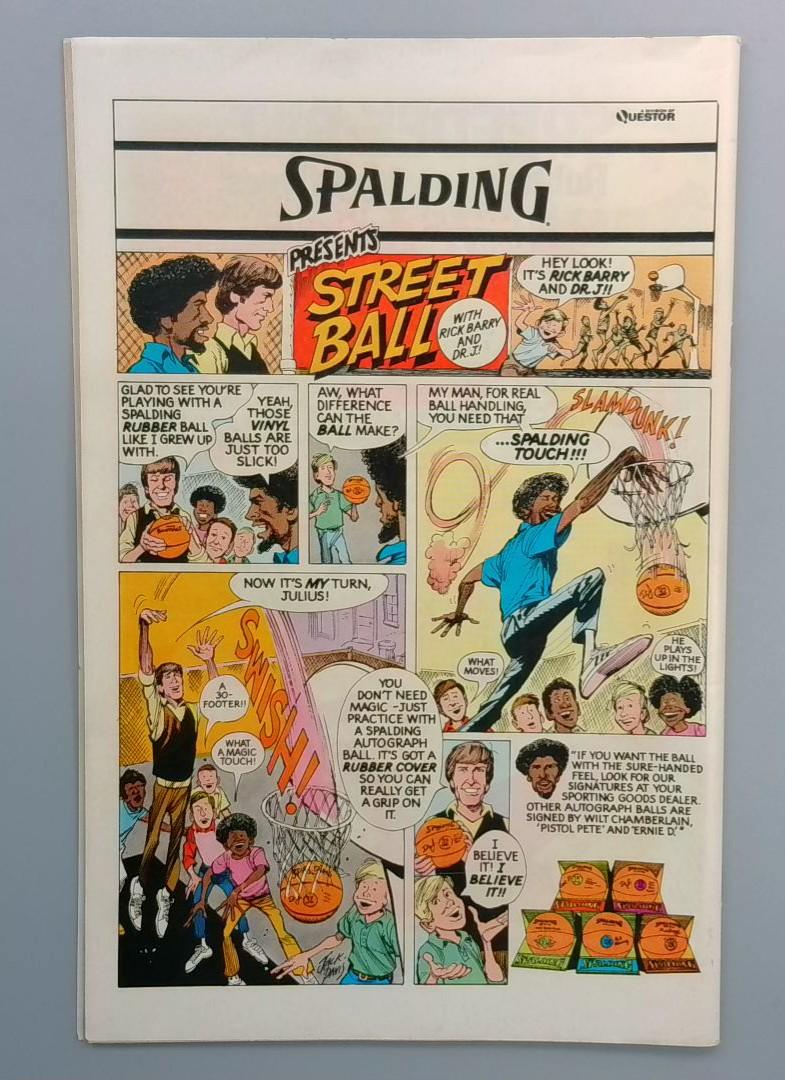 A DIVISION OF
QUESTOR
SPALDING
PRESENTS
STREET
BALL
WITH
RICK BARRY
AND
DR. J!
HEY LOOK!
IT'S RICK BARRY
AND DR. J!!
GLAD TO SEE YOU'RE
PLAYING WITH A
SPALDING
RUBBER BALL
LIKE I GREW UP
WITH.
YEAH,
THOSE
VINYL
BALLS ARE
JUST TOO
SLICK!
AW, WHAT
DIFFERENCE
CAN THE
BALL MAKE?
MY MAN, FOR REAL
BALL HANDLING,
YOU NEED THAT
...SPALDING
TOUCH!!!
SLAMDUNK!
WHAT
MOVES!
HE
PLAYS
UP IN THE
LIGHTS!
NOW IT'S MY TURN,
JULIUS!
SWISH!
A
30-
FOOTER!!
WHAT
A MAGIC
TOUCH!
YOU
DON'T NEED
MAGIC -JUST
PRACTICE WITH
A SPALDING
AUTOGRAPH
BALL. IT'S GOT A
RUBBER COVER
SO YOU CAN
REALLY GET
A GRIP ON
IT.
JACK
DAVIS
I
BELIEVE
IT! I
BELIEVE
IT!!
"IF YOU WANT THE BALL
WITH THE SURE-HANDED
FEEL, LOOK FOR OUR
SIGNATURES AT YOUR
SPORTING GOODS DEALER.
OTHER AUTOGRAPH BALLS ARE
SIGNED BY WILT CHAMBERLAIN,
'PISTOL PETE' AND 'ERNIE D.'"
SPALDING
SPALDING
SPALDING
SPALDING
SPALDING